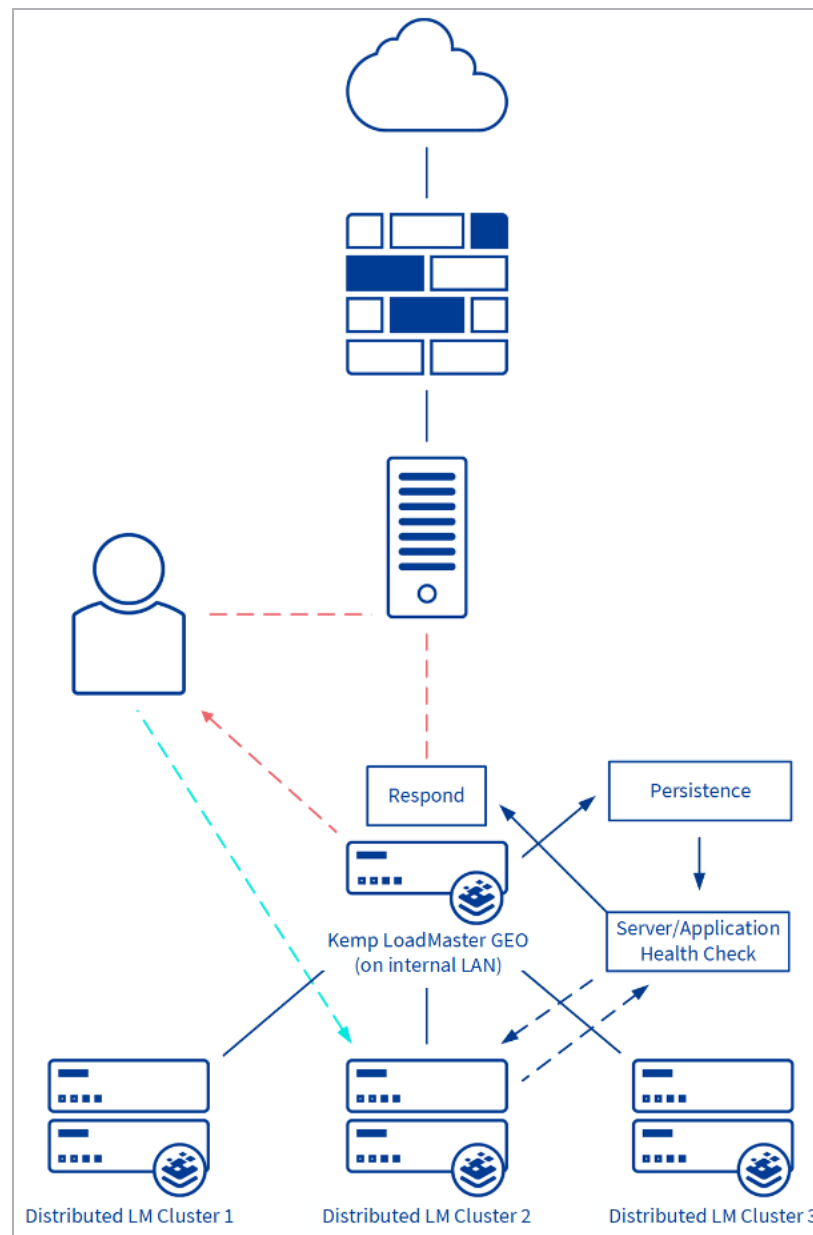 Respond
Persistence
Kemp LoadMaster GEO
(on internal LAN)
Server/Application
Health Check
Distributed LM Cluster 1
Distributed LM Cluster 2
Distributed LM Cluster 3